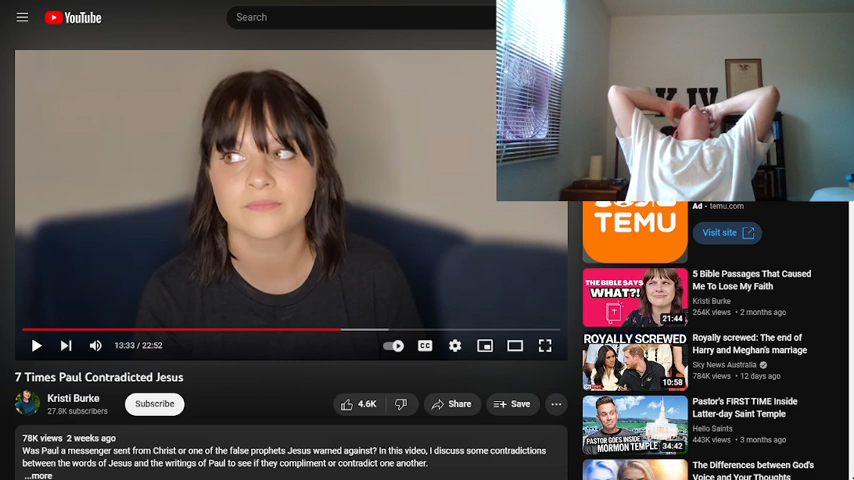 YouTube
Search
13:33 / 22:52
CC
7 Times Paul Contradicted Jesus
Kristi Burke
27.8K subscribers
Subscribe
4.6K
Share
Save
78K views 2 weeks ago
Was Paul a messenger sent from Christ or one of the false prophets Jesus warned against? In this video, I discuss some contradictions
between the words of Jesus and the writings of Paul to see if they compliment or contradict one another.
...more
TEMU
Ad - temu.com
Visit site
THE BIBLE SAYS
WHAT?!
21:44
5 Bible Passages That Caused
Me To Lose My Faith
Kristi Burke
264K views • 2 months ago
ROYALLY SCREWED
10:58
Royally screwed: The end of
Harry and Meghan's marriage
Sky News Australia
784K views • 12 days ago
PASTOR GOES INSIDE
MORMON TEMPLE
34:42
Pastor's FIRST TIME Inside
Latter-day Saint Temple
Hello Saints
443K views • 3 months ago
The Differences between God's
Voice and Your Thoughts